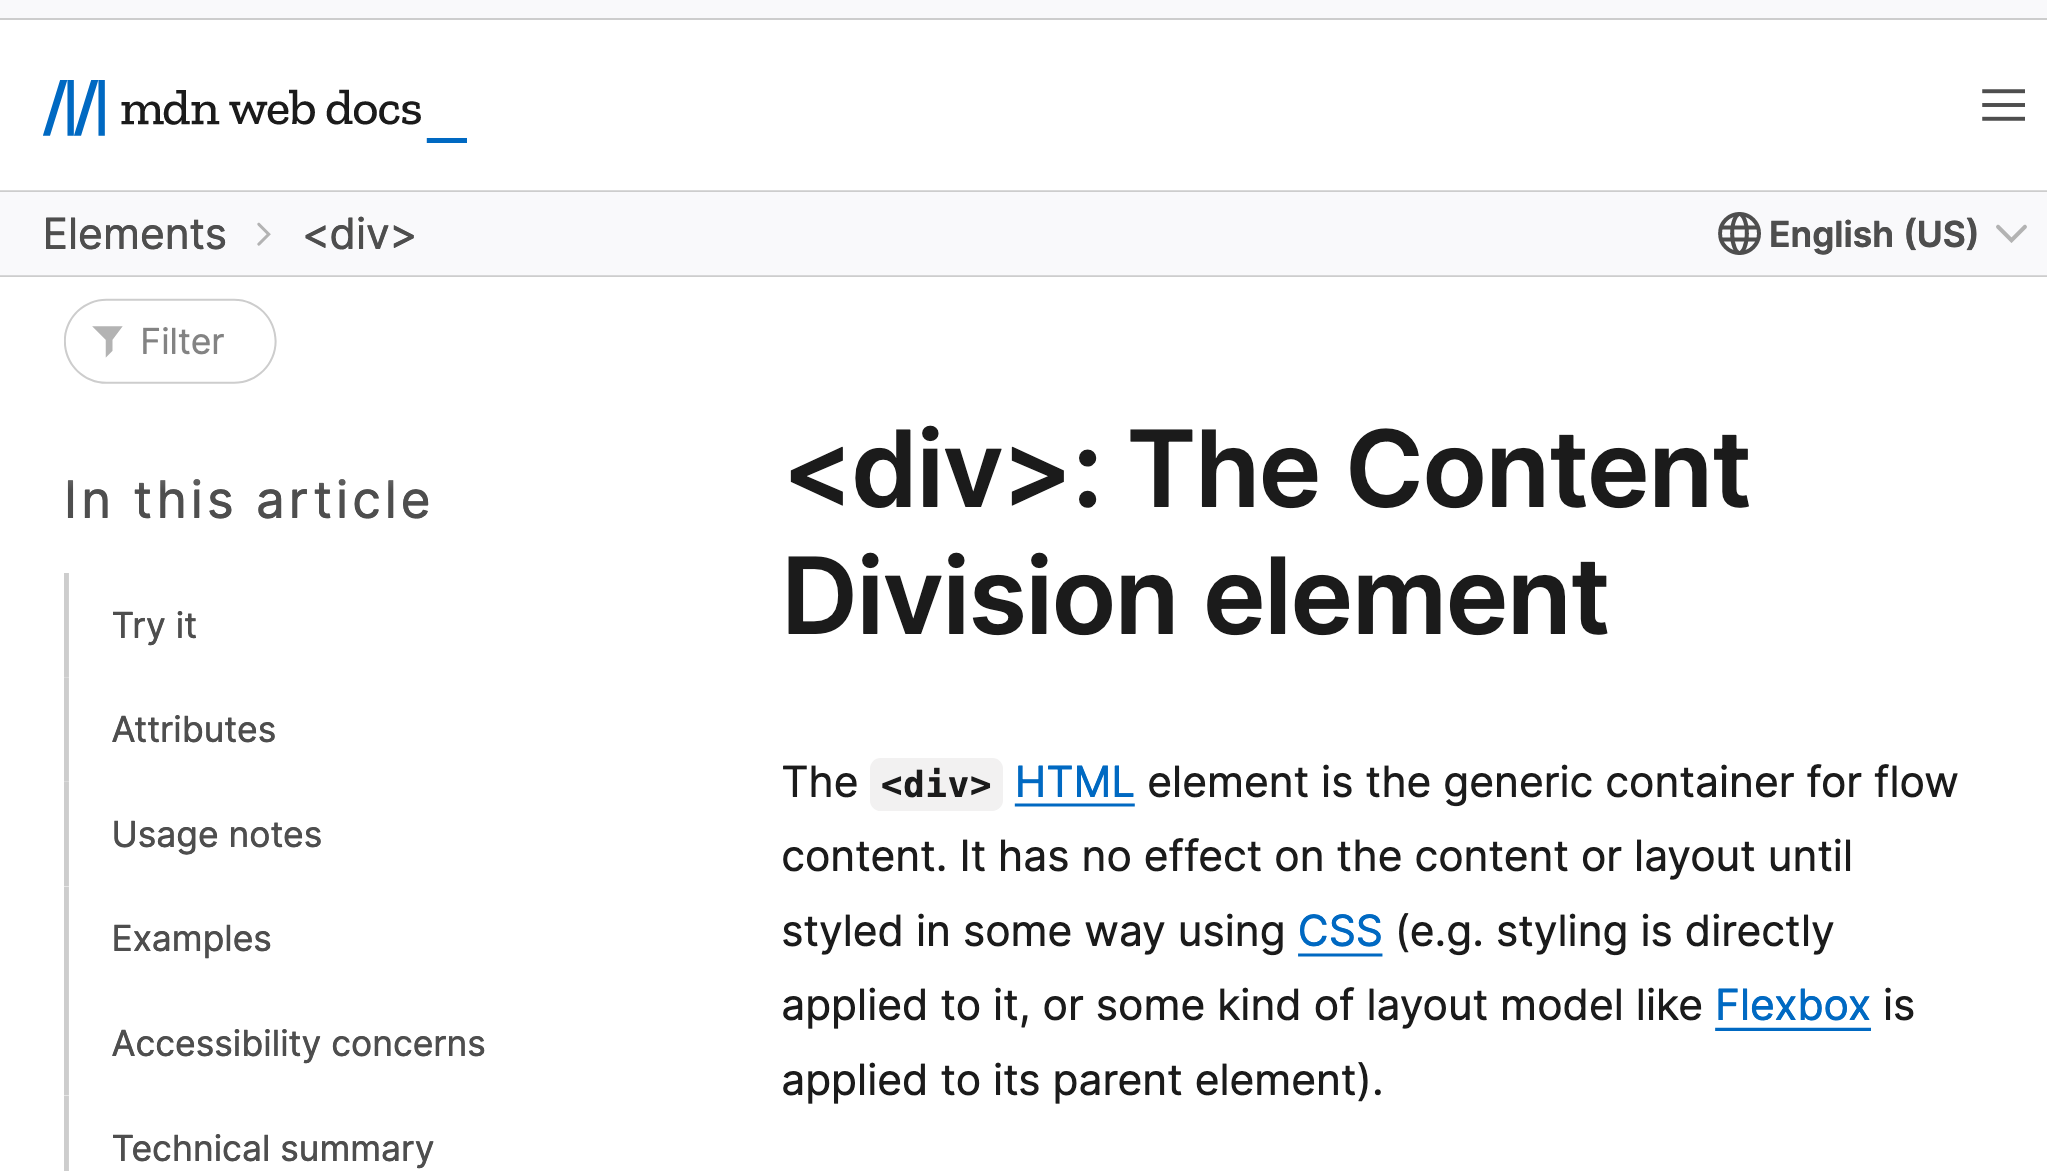 mdn web docs_
Elements > <div>
English (US)
Filter
In this article
Try it
Attributes
Usage notes
Examples
Accessibility concerns
Technical summary
<div>: The Content
Division element
The <div> HTML element is the generic container for flow
content. It has no effect on the content or layout until
styled in some way using CSS (e.g. styling is directly
applied to it, or some kind of layout model like Flexbox is
applied to its parent element).